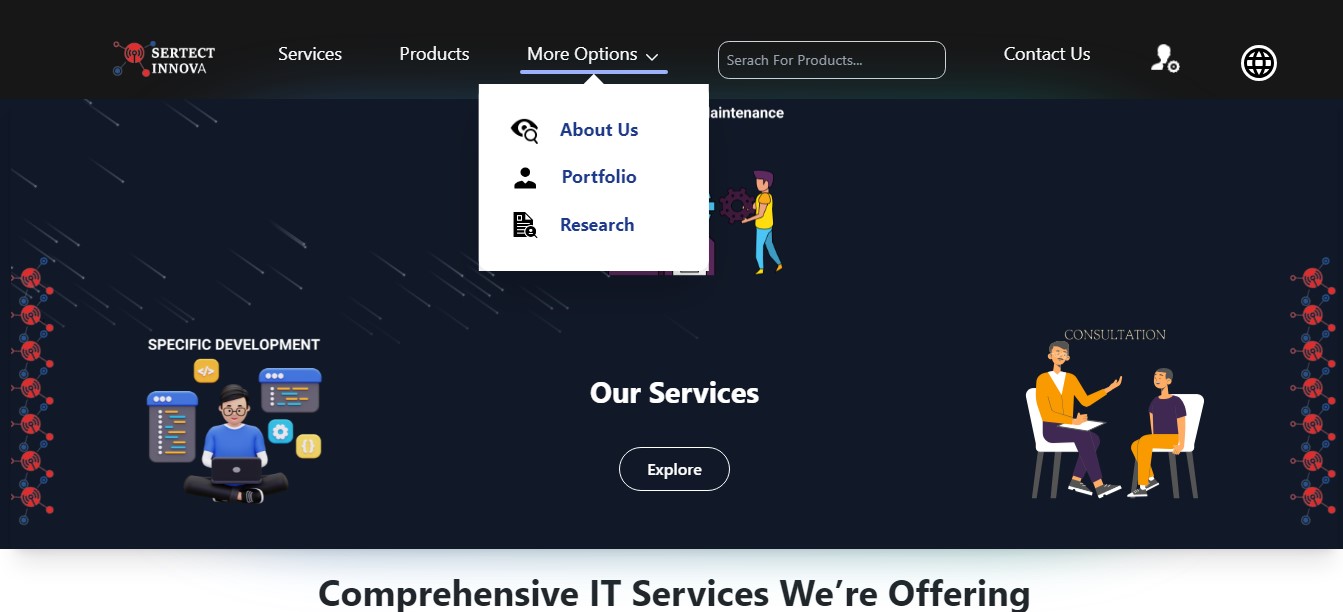 SERTECT
INNOVA
Services
Products
More Options
Serach For Products...
Contact Us
aintenance
About Us
Portfolio
Research
SPECIFIC DEVELOPMENT
</>
{}
CONSULTATION
Our Services
Explore
Comprehensive IT Services We’re Offering